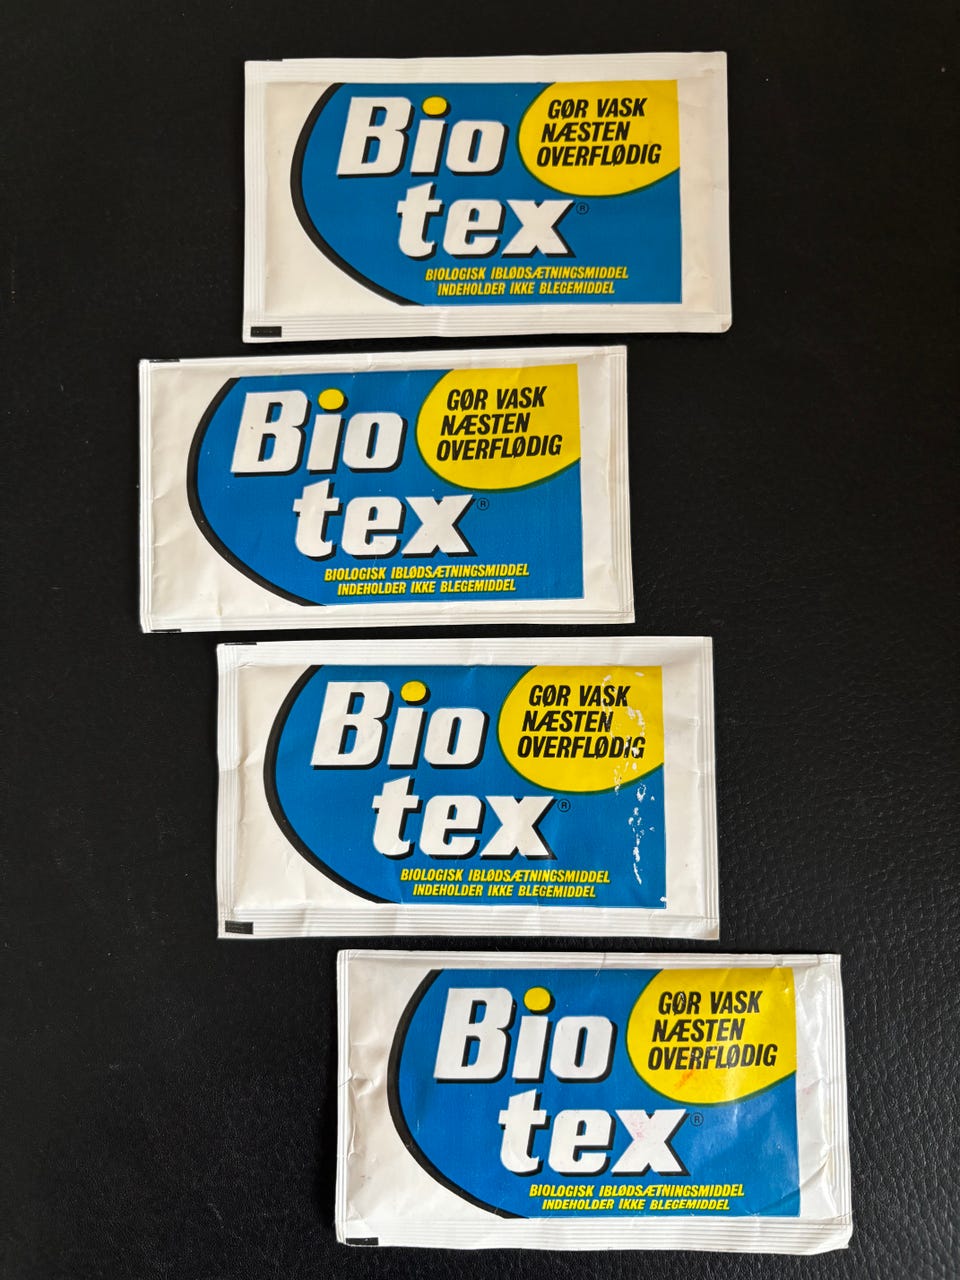 Bio
tex®
GØR VASK
NÆSTEN
OVERFLØDIG
BIOLOGISK IBLØDSÆTNINGSMIDDEL
INDEHOLDER IKKE BLEGEMIDDEL
Bio
tex®
GØR VASK
NÆSTEN
OVERFLØDIG
BIOLOGISK IBLØDSÆTNINGSMIDDEL
INDEHOLDER IKKE BLEGEMIDDEL
Bio
tex®
GØR VASK
NÆSTEN
OVERFLØDIG
BIOLOGISK IBLØDSÆTNINGSMIDDEL
INDEHOLDER IKKE BLEGEMIDDEL
Bio
tex®
GØR VASK
NÆSTEN
OVERFLØDIG
BIOLOGISK IBLØDSÆTNINGSMIDDEL
INDEHOLDER IKKE BLEGEMIDDEL